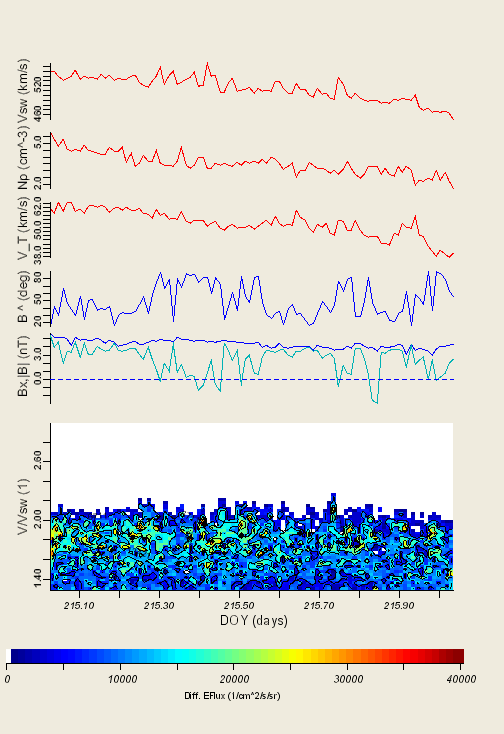 Vsw (km/s)
520
460
Np (cm^-3)
5.0
2.0
V_T (km/s)
62.0
50.0
38.0
B ^ (deg)
80
50
20
Bx,|B| (nT)
3.0
0.0
V/Vsw (1)
2.60
2.00
1.40
215.10 215.30 215.50 215.70 215.90
DOY (days)
0 10000 20000 30000 40000
Diff. EFlux (1/cm^2/s/sr)